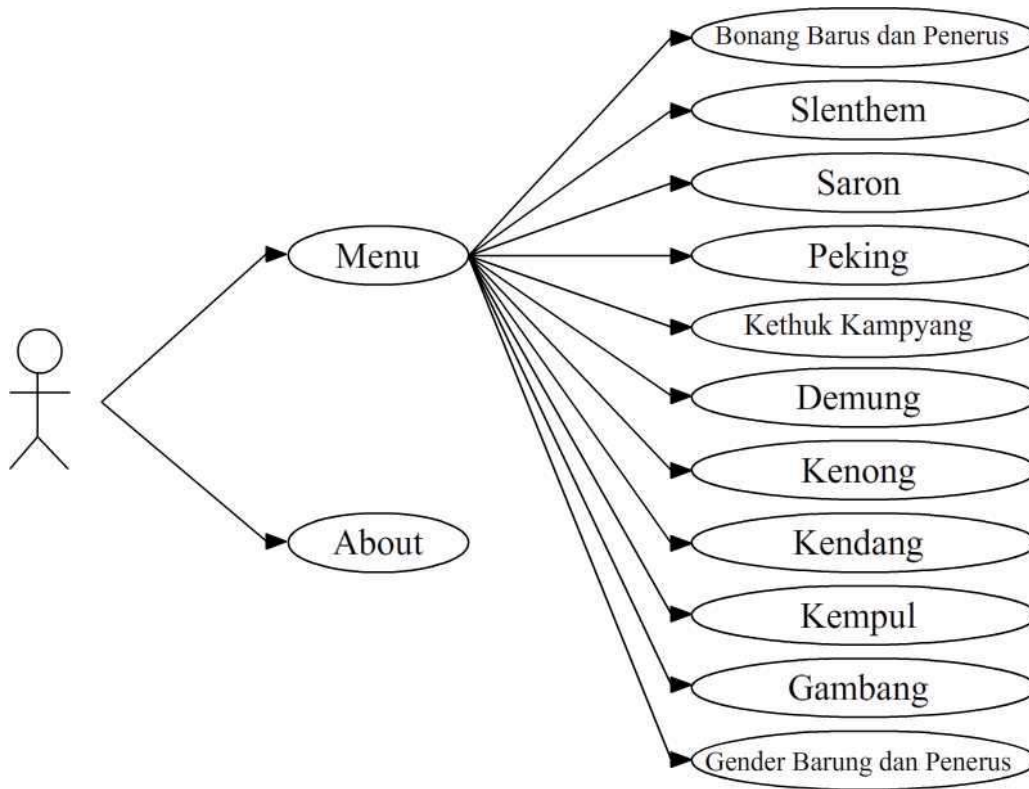 Bonang Barus dan Penerus
Slenthem
Saron
Menu
Peking
Kethuk Kampyang
Demung
Kenong
About
Kendang
Kempul
Gambang
Gender Barung dan Penerus